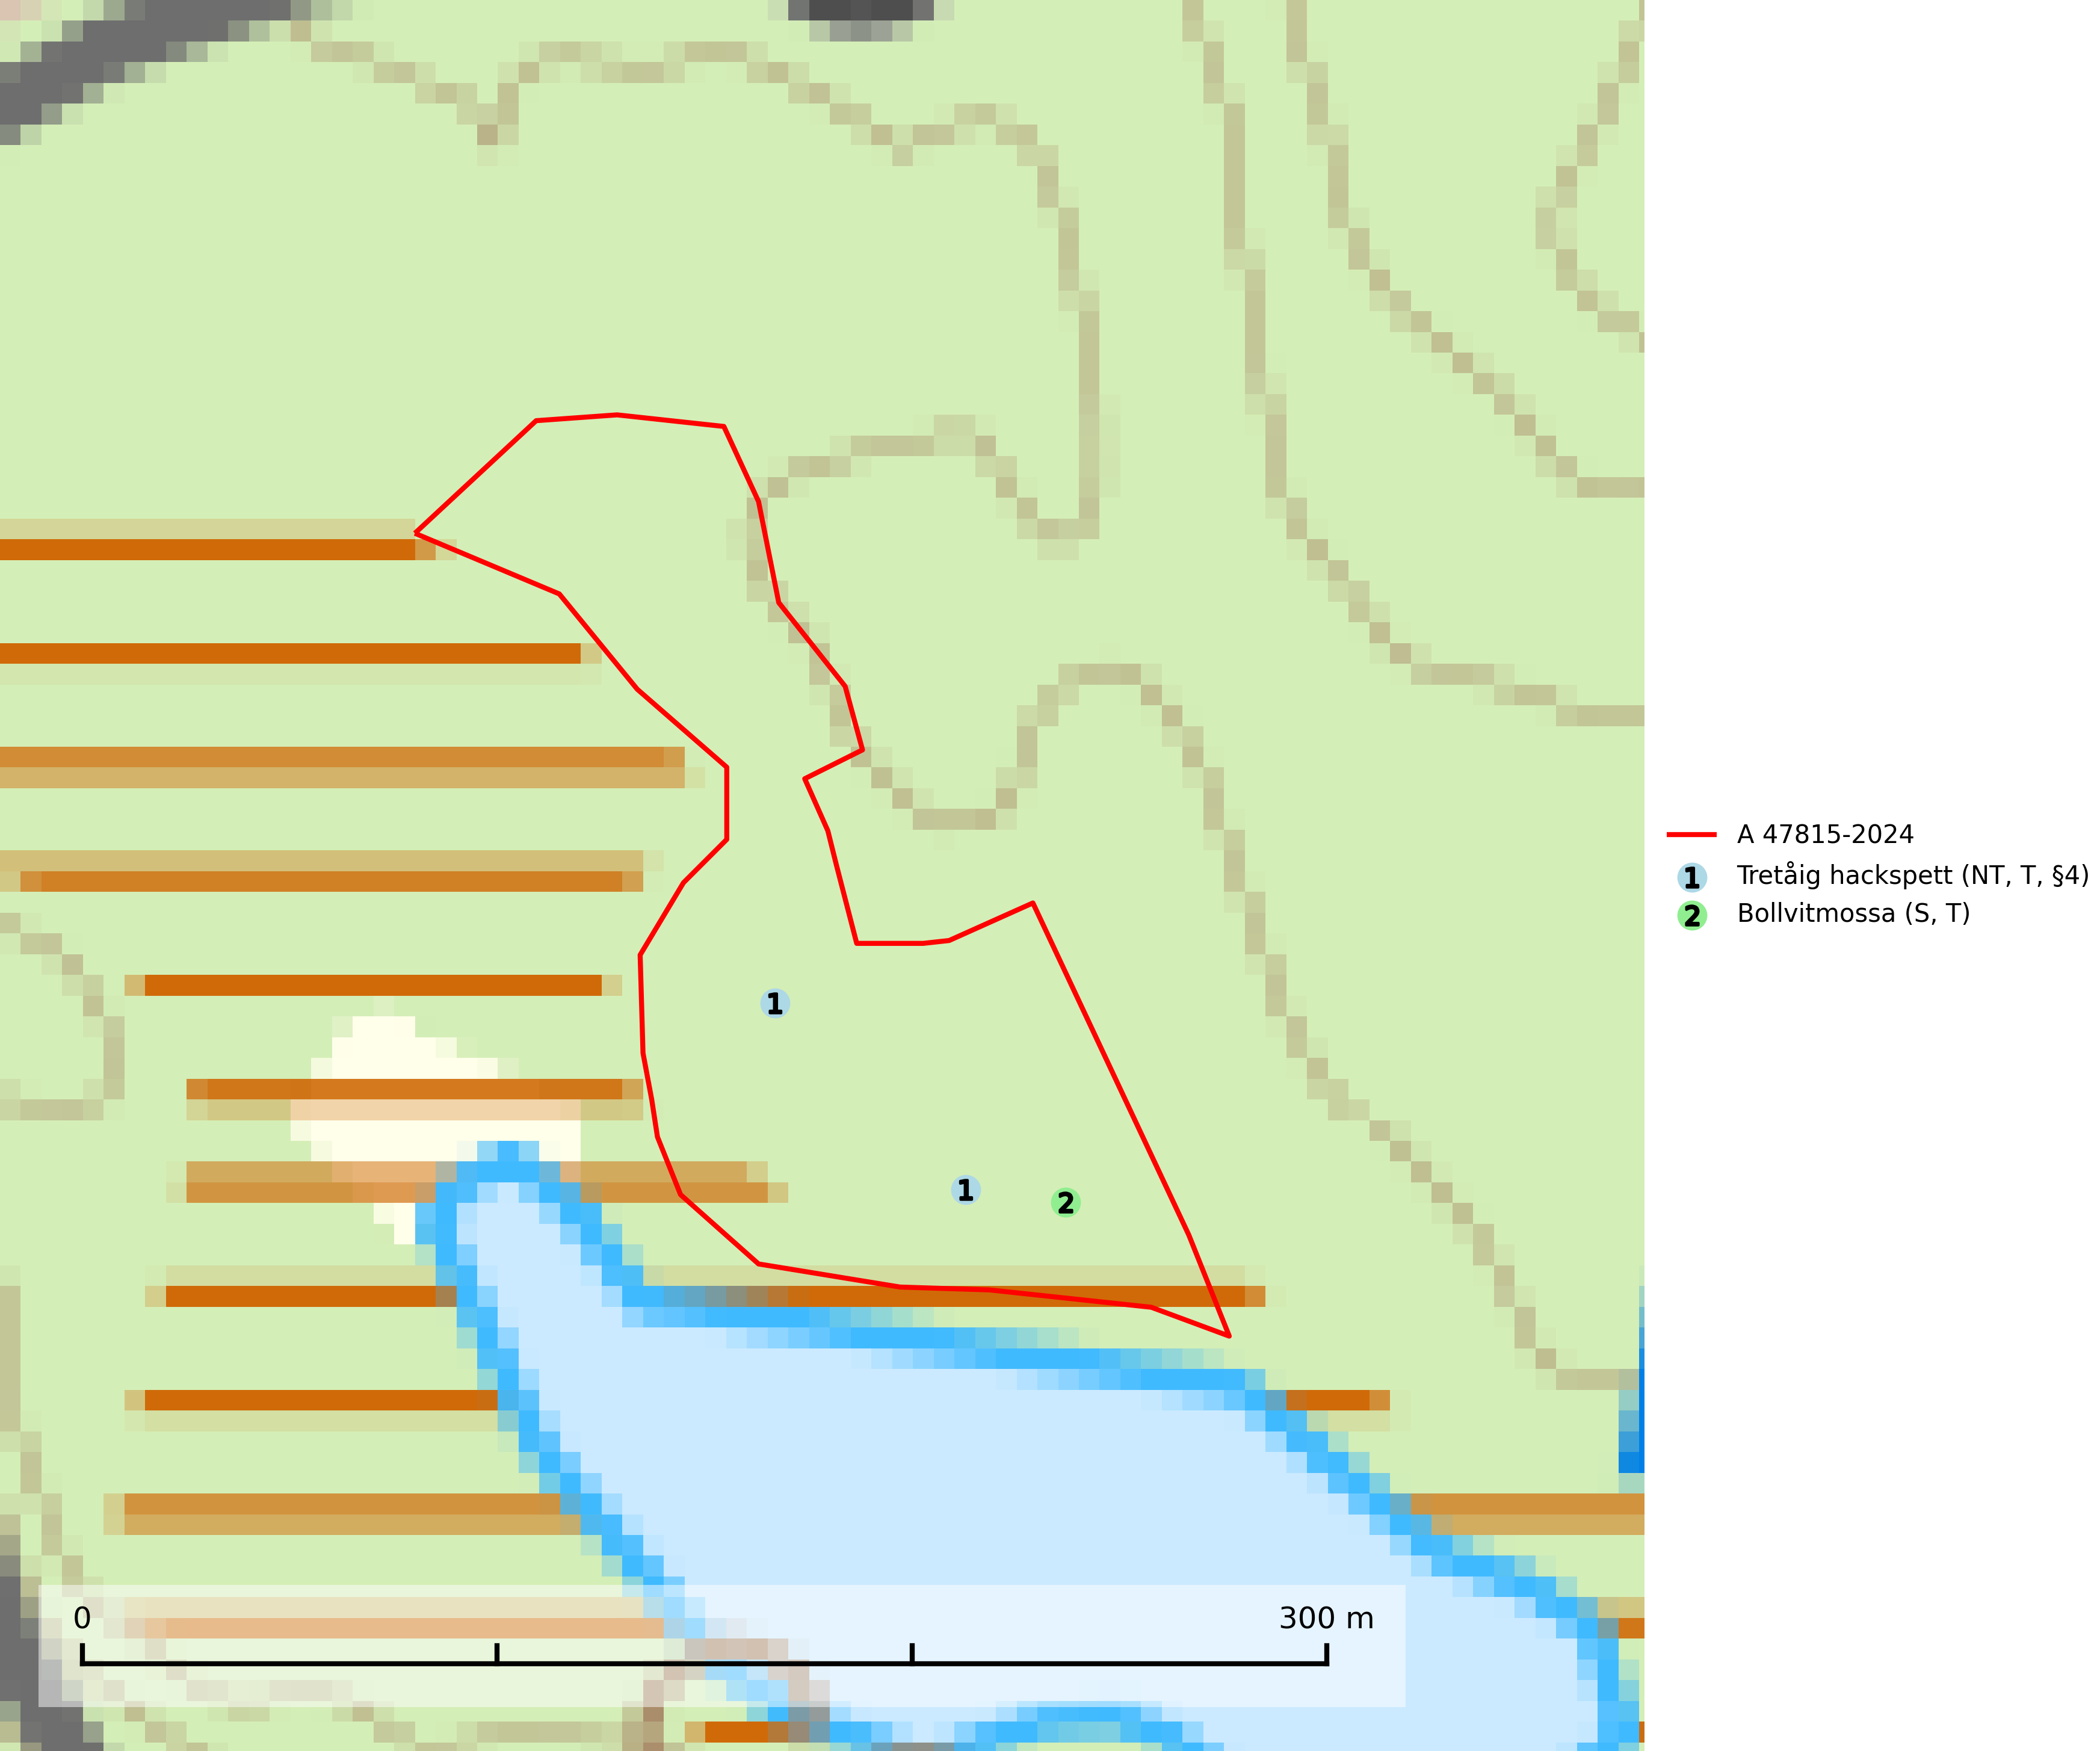 A 47815-2024
1 Tretåig hackspett (NT, T, §4)
2 Bollvitmossa (S, T)
1
1
2
0 300 m